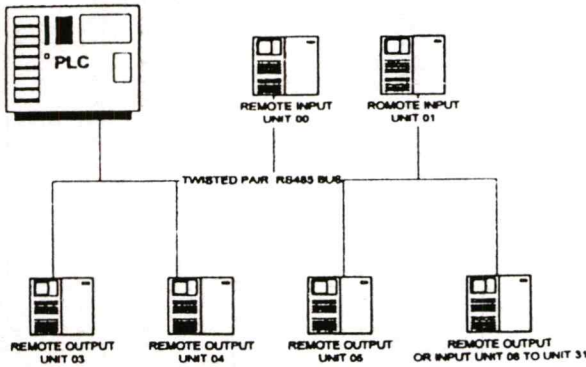 PLC
REMOTE INPUT
UNIT 00
ROMOTE INPUT
UNIT 01
TWISTED PAIR RS485 BUS
REMOTE OUTPUT
UNIT 03
REMOTE OUTPUT
UNIT 04
REMOTE OUTPUT
UNIT 05
REMOTE OUTPUT
OR INPUT UNIT 08 TO UNIT 31